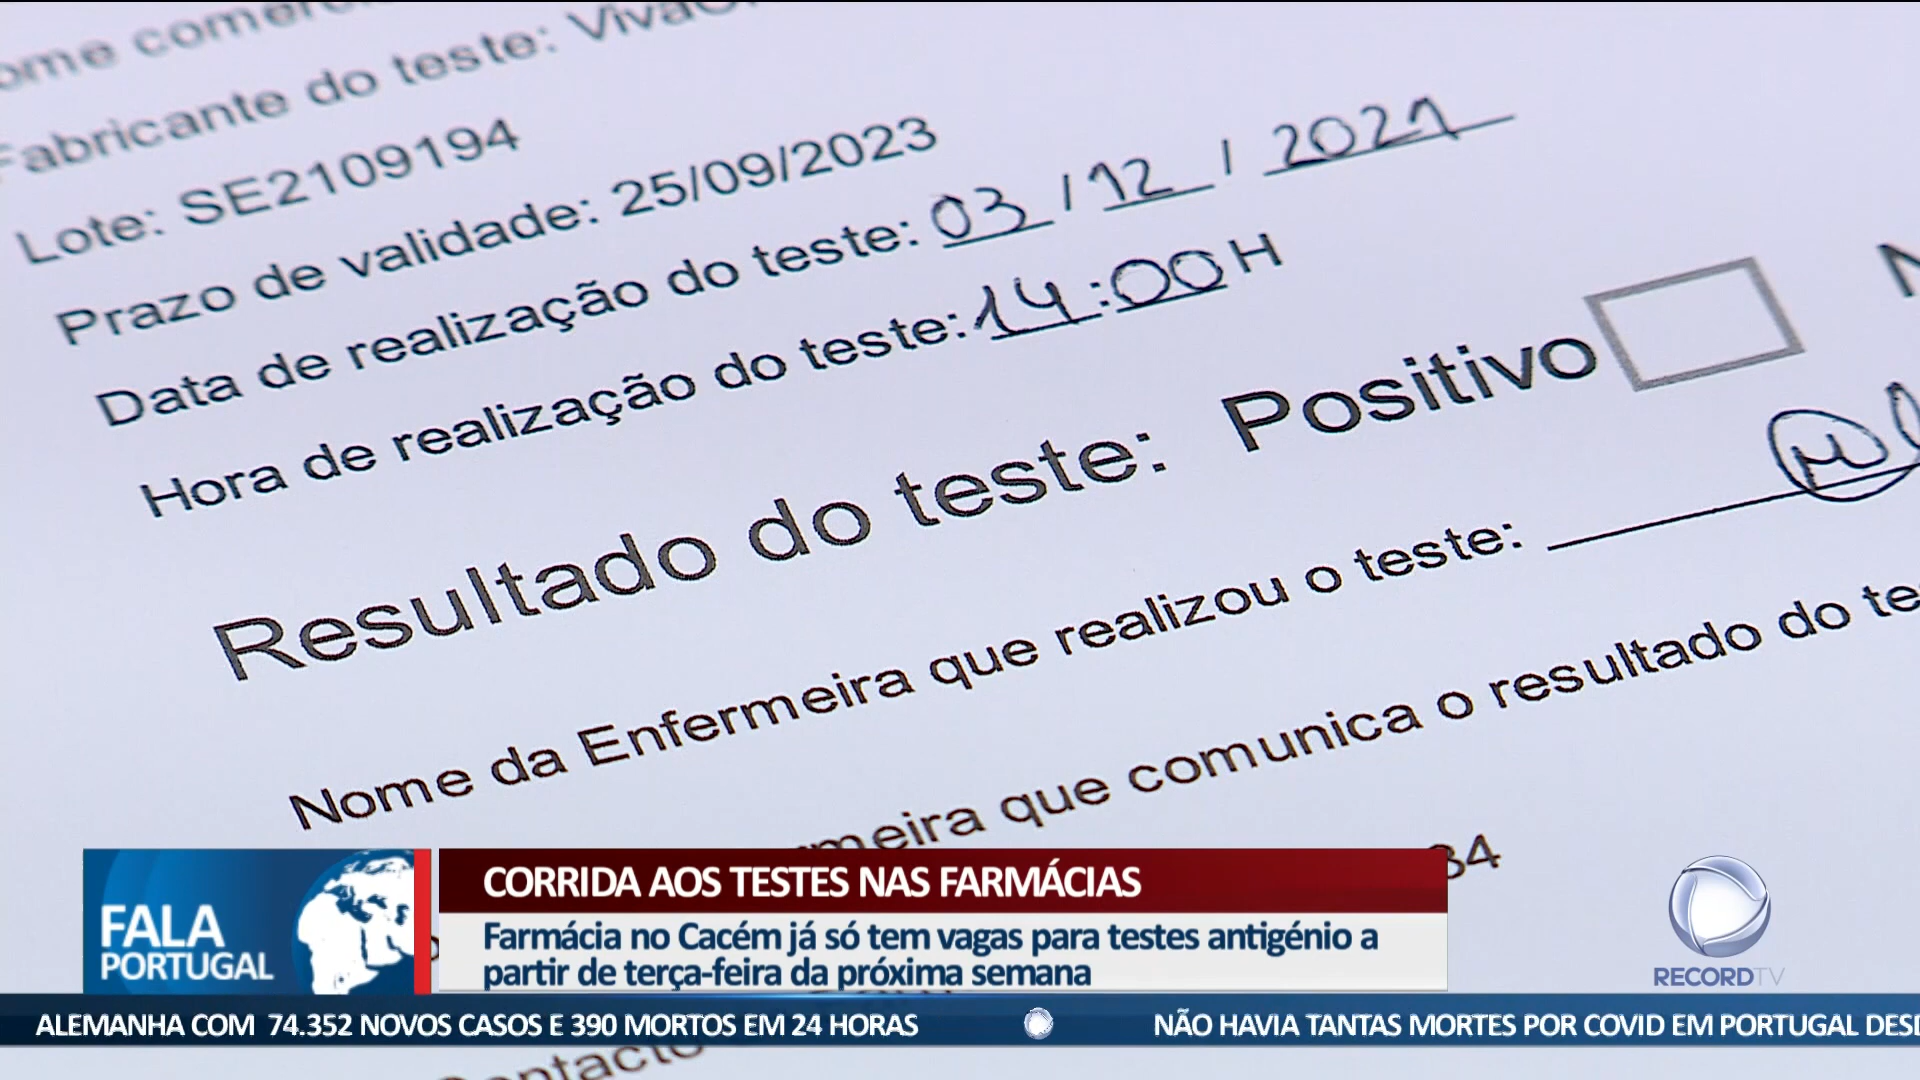 Fabricante do teste:
Lote: SE2109194
Prazo de validade: 25/09/2023
Data de realização do teste: 03/12/2021
Hora de realização do teste: 14:00H
Resultado do teste: Positivo
Nome da Enfermeira que realizou o teste:
que comunica o resultado do
CORRIDA AOS TESTES NAS FARMÁCIAS
Farmácia no Cacém já só tem vagas para testes antigénio a
partir de terça-feira da próxima semana
FALA
PORTUGAL
RECORDTV
ALEMANHA COM 74.352 NOVOS CASOS E 390 MORTOS EM 24 HORAS
NÃO HAVIA TANTAS MORTES POR COVID EM PORTUGAL